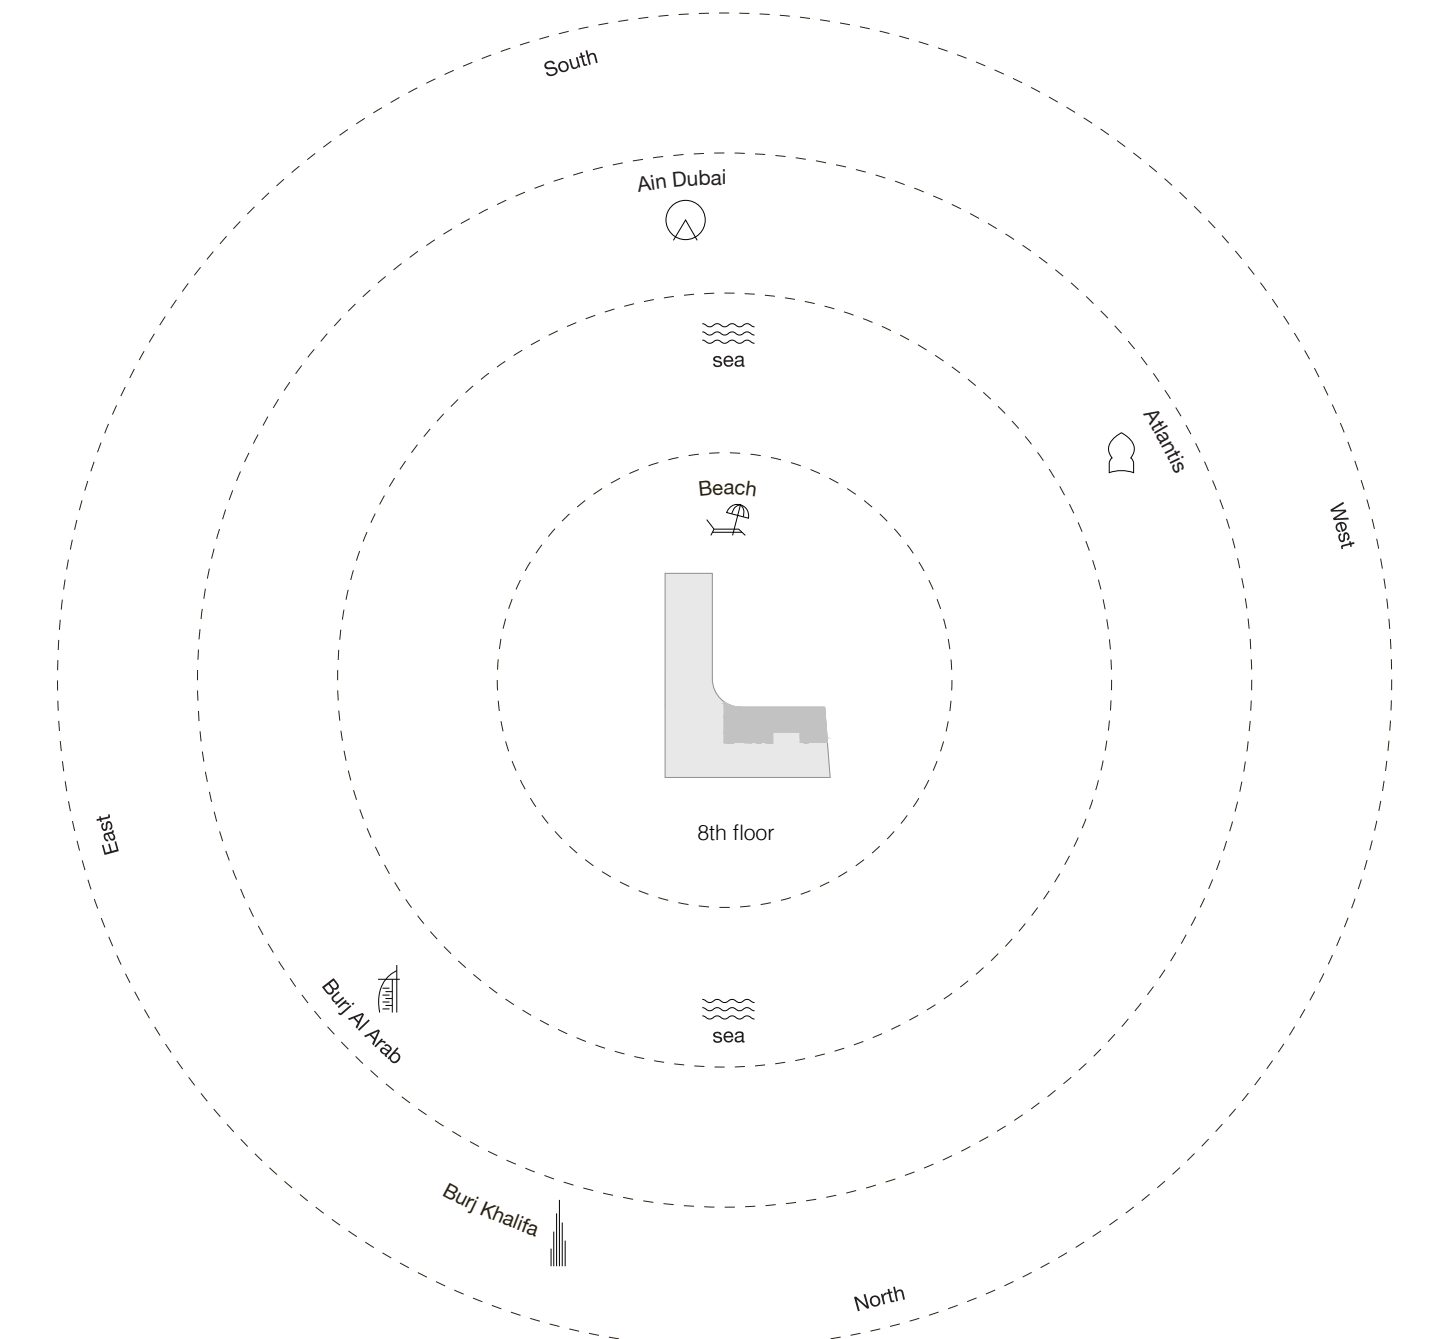 South
Ain Dubai
sea
Atlantis
Beach
West
8th floor
East
Burj Al Arab
sea
Burj Khalifa
North